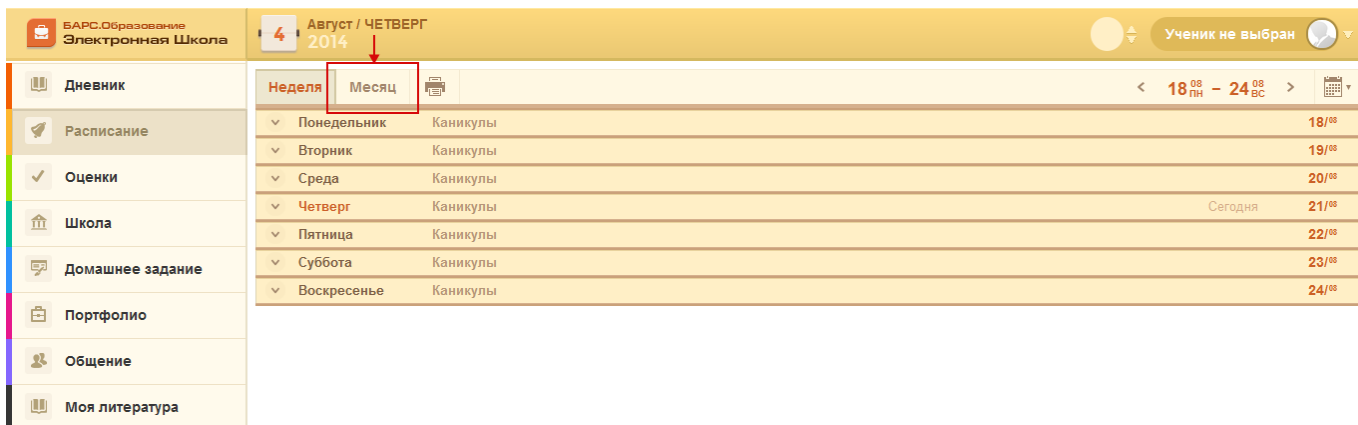 БАРС.Образование
Электронная Школа
4
Август / ЧЕТВЕРГ
2014
Ученик не выбран
Дневник
Расписание
Оценки
Школа
Домашнее задание
Портфолио
Общение
Моя литература
Неделя Месяц 18 08 ПН – 24 08 ВС
Понедельник Каникулы 18/08
Вторник Каникулы 19/08
Среда Каникулы 20/08
Четверг Каникулы Сегодня 21/08
Пятница Каникулы 22/08
Суббота Каникулы 23/08
Воскресенье Каникулы 24/08